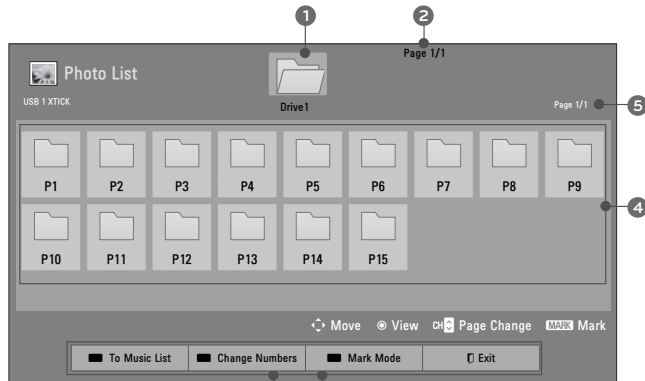 1
2
Page 1/1
Photo List
USB 1 XTICK
Drive1
Page 1/1
5
P1 P2 P3 P4 P5 P6 P7 P8 P9
4
P10 P11 P12 P13 P14 P15
Move View CH Page Change MARK Mark
To Music List Change Numbers Mark Mode Exit